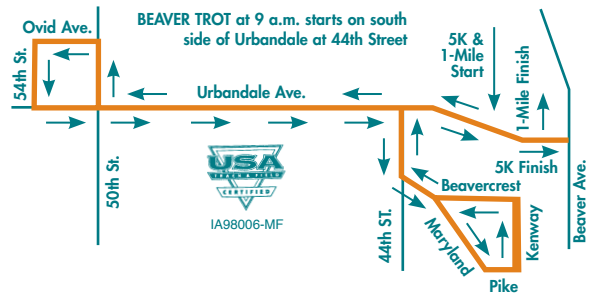 BEAVER TROT at 9 a.m. starts on south
side of Urbandale at 44th Street
Ovid Ave.
54th St.
Urbandale Ave.
50th St.
5K &
1-Mile
Start
1-Mile Finish
5K Finish
Beaver Ave.
USA
TRACK & FIELD
CERTIFIED
IA98006-MF
44th ST.
Beavercrest
Maryland
Kenway
Pike